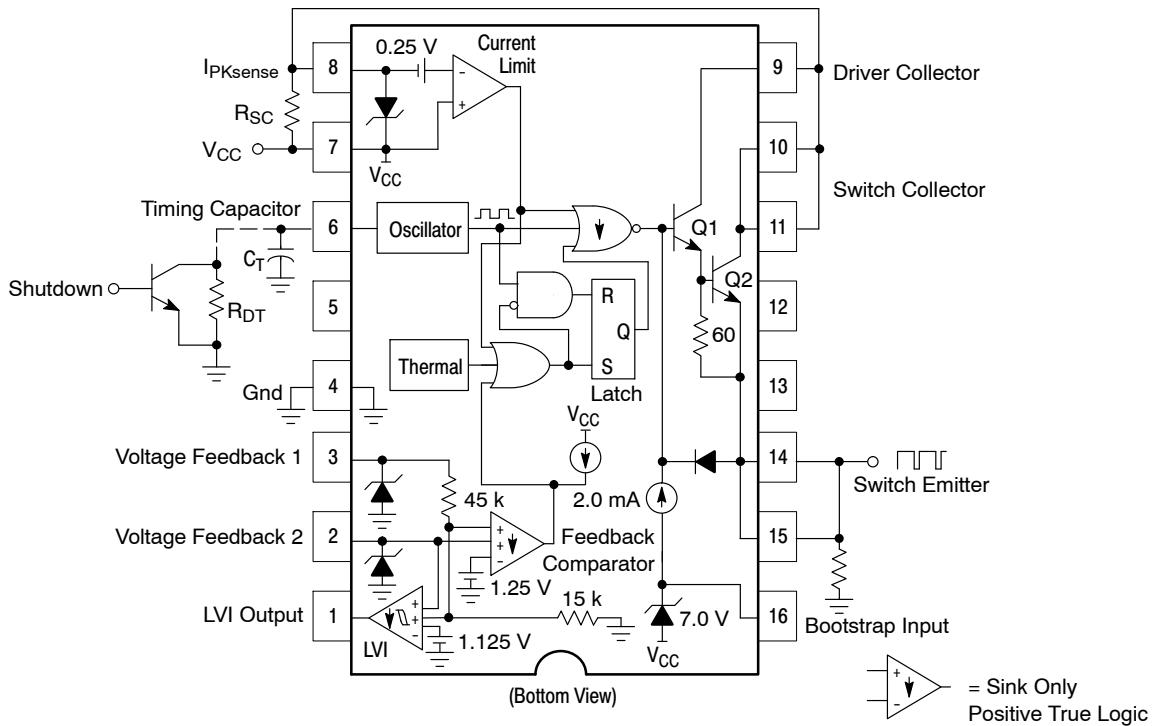 0.25 V
Current
Limit
IPKsense
8
9
Driver Collector
RSC
-
+
VCC
7
10
VCC
Switch Collector
Timing Capacitor
6
Oscillator
Q1
11
CT
Q2
Shutdown
RDT
5
R
Q
60
12
Thermal
S
Latch
Gnd
4
13
VCC
Voltage Feedback 1
3
14
Switch Emitter
45 k
2.0 mA
Voltage Feedback 2
2
+
+
-
Feedback
Comparator
15
1.25 V
15 k
LVI Output
1
+
+
-
LVI
1.125 V
7.0 V
16
Bootstrap Input
VCC
(Bottom View)
+
-
= Sink Only
Positive True Logic